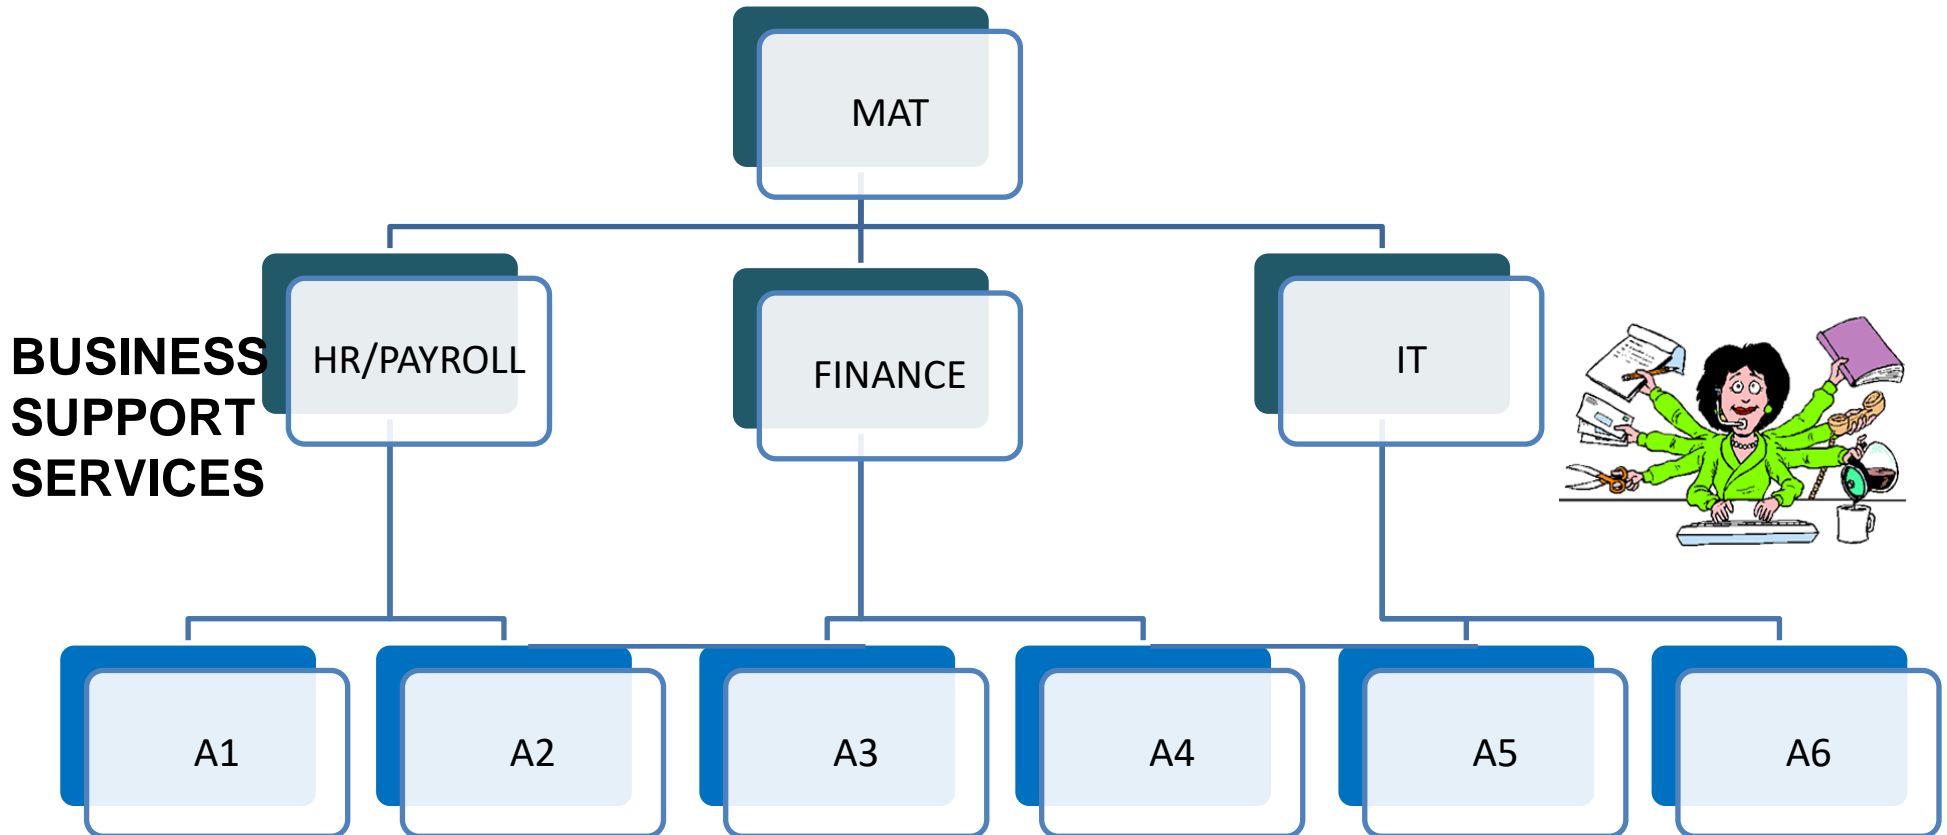 MAT
BUSINESS
SUPPORT
SERVICES
HR/PAYROLL
FINANCE
IT
A1
A2
A3
A4
A5
A6